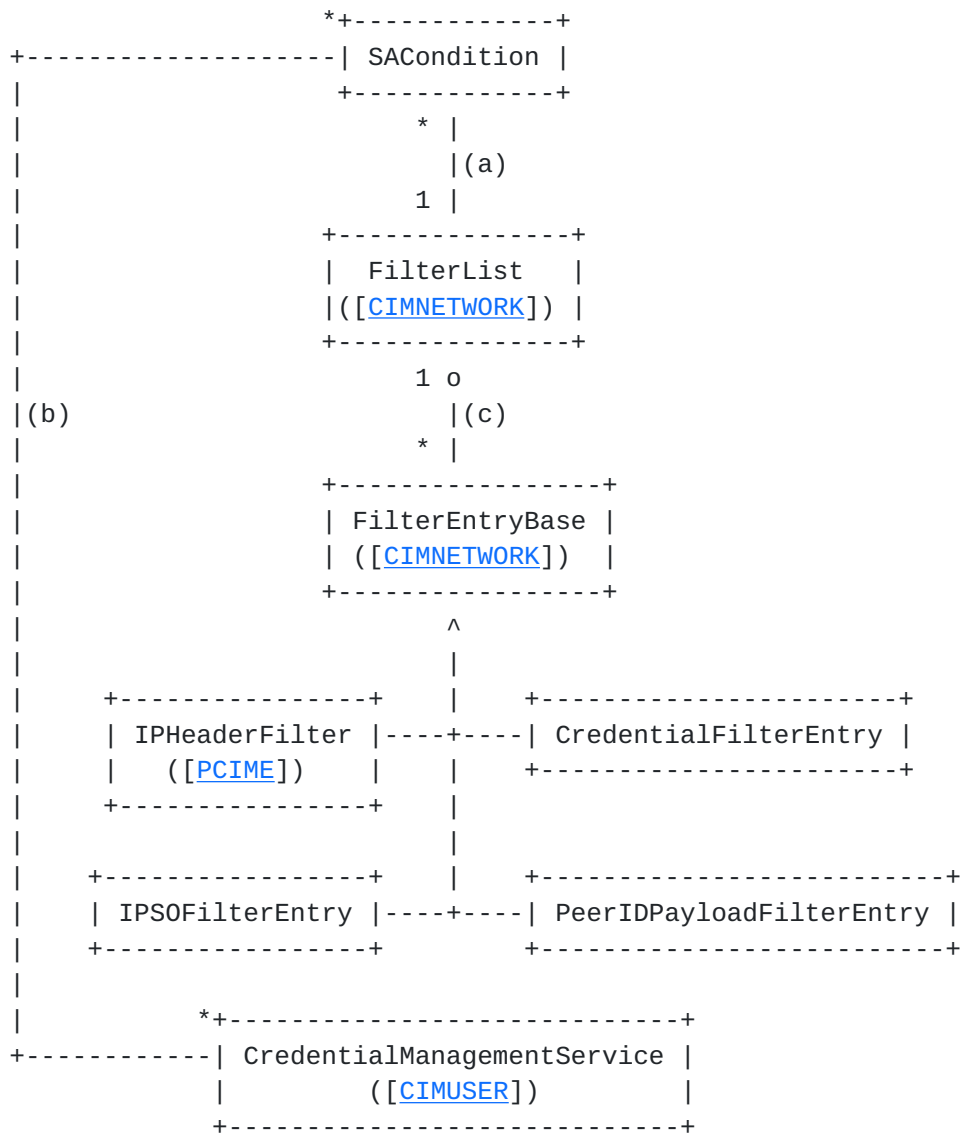 *+-------------+
+--------------------| SACondition |
|                    +-------------+
|                         * |
|                           |(a)
|                         1 |
|                   +---------------+
|                   |  FilterList   |
|                   |([CIMNETWORK]) |
|                   +---------------+
|                         1 o
|(b)                        |(c)
|                         * |
|                   +-----------------+
|                   | FilterEntryBase |
|                   | ([CIMNETWORK])  |
|                   +-----------------+
|                           ^
|                           |
|     +----------------+    |    +-----------------------+
|     | IPHeaderFilter |----+----| CredentialFilterEntry |
|     |   ([PCIME])    |    |    +-----------------------+
|     +----------------+    |
|                           |
|    +-----------------+    |    +--------------------------+
|    | IPSOFilterEntry |----+----| PeerIDPayloadFilterEntry |
|    +-----------------+         +--------------------------+
|
|           *+-----------------------------+
+------------| CredentialManagementService |
             |         ([CIMUSER])         |
             +-----------------------------+